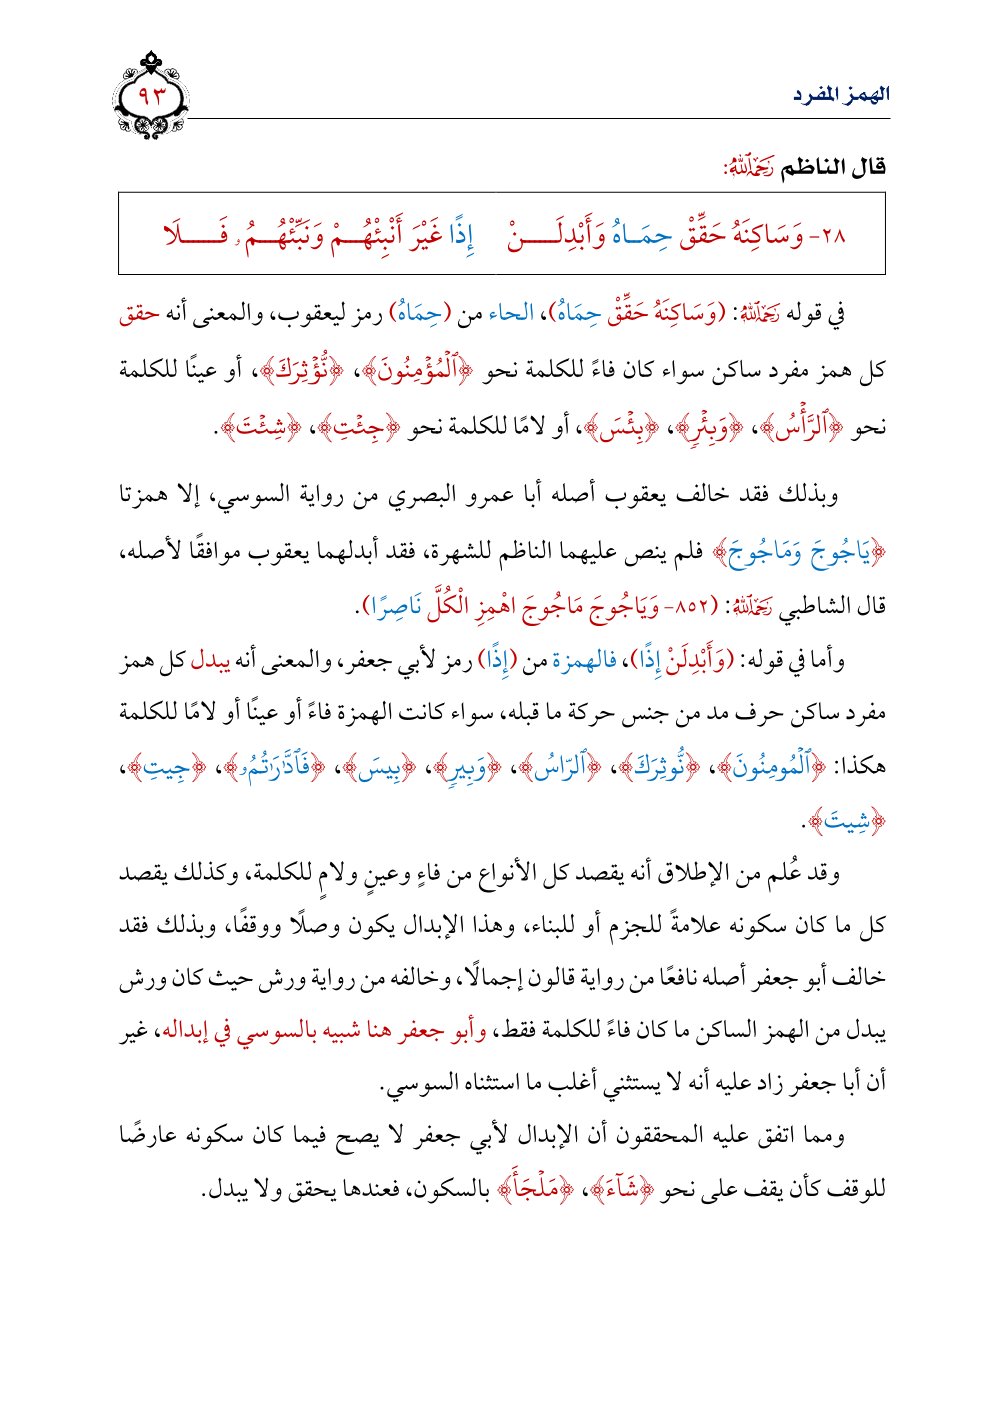 الهمز المفرد
٩٣
قال الناظم رَحِمَهُ ٱللَّهُ:
٢٨- وَسَاكِنَهُ حَقِّقْ حِمَـاهُ وَأَبْدِلَـــنْ إِذًا غَيْرَ أَنْبِئْهُـــمْ وَنَبِّئْهُـــمُۥ فَـــــلَا
في قوله رَحِمَهُ ٱللَّهُ: (وَسَاكِنَهُ حَقِّقْ حِمَاهُ)، الحاء من (حِمَاهُ) رمز ليعقوب، والمعنى أنه حقق
كل همز مفرد ساكن سواء كان فاءً للكلمة نحو ﴿ٱلْمُؤْمِنُونَ﴾، ﴿نُّؤْثِرَكَ﴾، أو عينًا للكلمة
نحو ﴿ٱلرَّأْسُ﴾، ﴿وَبِئْرٍ﴾، ﴿بِئْسَ﴾، أو لامًا للكلمة نحو ﴿جِئْتِ﴾، ﴿شِئْتَ﴾.
وبذلك فقد خالف يعقوب أصله أبا عمرو البصري من رواية السوسي، إلا همزتا
﴿يَاجُوجَ وَمَاجُوجَ﴾ فلم ينص عليهما الناظم للشهرة، فقد أبدلهما يعقوب موافقًا لأصله،
قال الشاطبي رَحِمَهُ ٱللَّهُ: (٨٥٢- وَيَاجُوجَ مَاجُوجَ اهْمِزِ الْكُلَّ نَاصِرًا).
وأما في قوله: (وَأَبْدِلَنْ إِذًا)، فالهمزة من (إِذًا) رمز لأبي جعفر، والمعنى أنه يبدل كل همز
مفرد ساكن حرف مد من جنس حركة ما قبله، سواء كانت الهمزة فاءً أو عينًا أو لامًا للكلمة
هكذا: ﴿ٱلْمُومِنُونَ﴾، ﴿نُّوثِرَكَ﴾، ﴿ٱلرَّاسُ﴾، ﴿وَبِيرٍ﴾، ﴿بِيسَ﴾، ﴿فَٱدَّٰرَٰتُمُۥ﴾، ﴿جِيتِ﴾،
﴿شِيتَ﴾.
وقد عُلم من الإطلاق أنه يقصد كل الأنواع من فاءٍ وعينٍ ولامٍ للكلمة، وكذلك يقصد
كل ما كان سكونه علامةً للجزم أو للبناء، وهذا الإبدال يكون وصلًا ووقفًا، وبذلك فقد
خالف أبو جعفر أصله نافعًا من رواية قالون إجمالًا، وخالفه من رواية ورش حيث كان ورش
يبدل من الهمز الساكن ما كان فاءً للكلمة فقط، وأبو جعفر هنا شبيه بالسوسي في إبداله، غير
أن أبا جعفر زاد عليه أنه لا يستثني أغلب ما استثناه السوسي.
ومما اتفق عليه المحققون أن الإبدال لأبي جعفر لا يصح فيما كان سكونه عارضًا
للوقف كأن يقف على نحو ﴿شَآءَ﴾، ﴿مَلْجَأَ﴾ بالسكون، فعندها يحقق ولا يبدل.